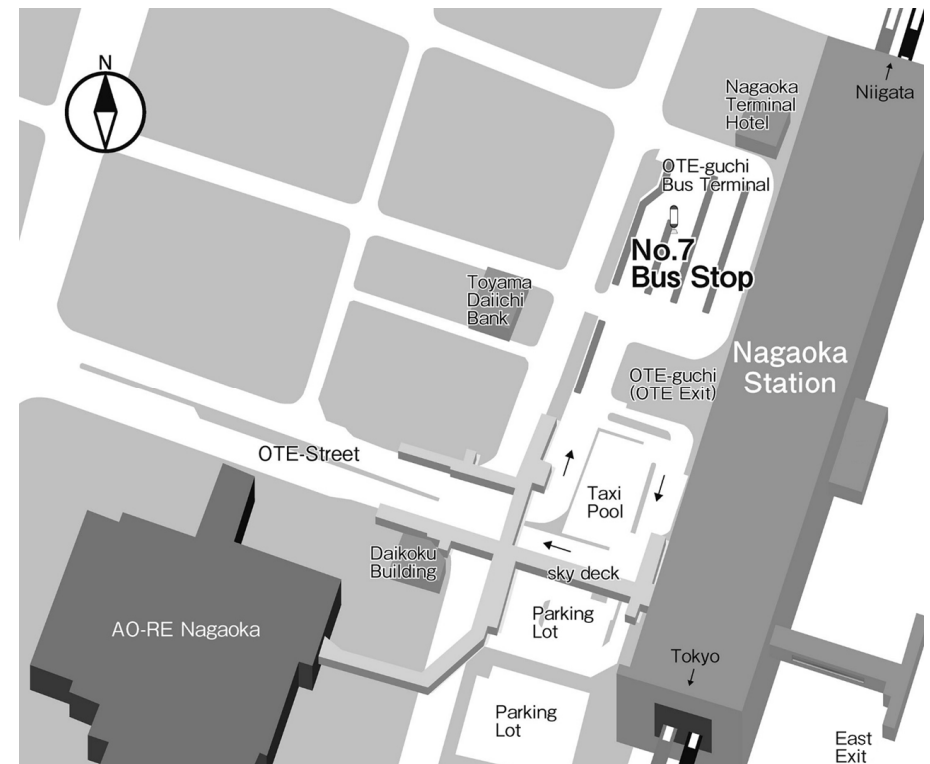 N
Niigata
Nagaoka
Terminal
Hotel
OTE-guchi
Bus Terminal
No.7
Bus Stop
Toyama
Daiichi
Bank
Nagaoka
Station
OTE-guchi
(OTE Exit)
OTE-Street
Taxi
Pool
Daikoku
Building
sky deck
AO-RE Nagaoka
Parking
Lot
Tokyo
Parking
Lot
East
Exit